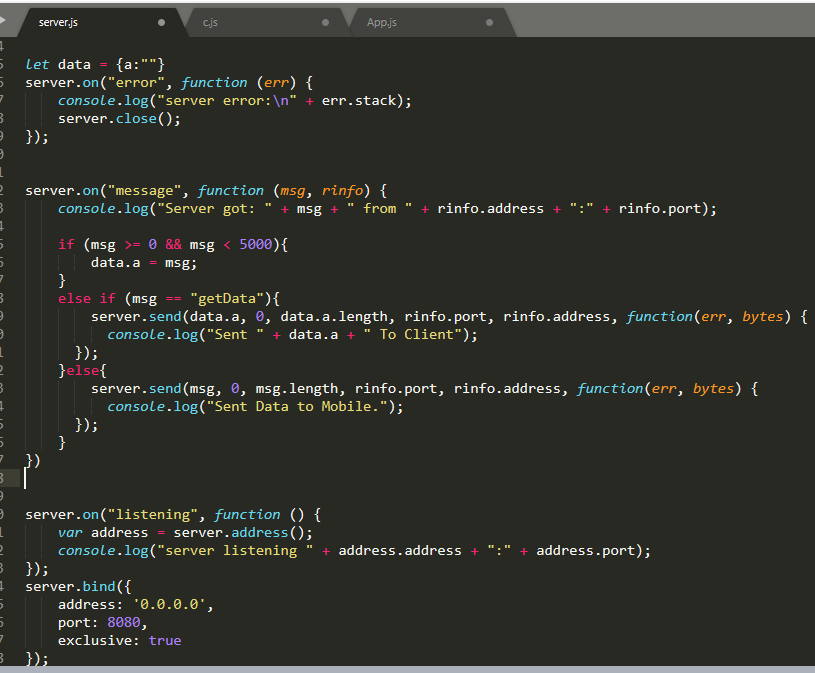 server.js c.js App.js
let data = {a:""}
server.on("error", function (err) {
console.log("server error:\n" + err.stack);
server.close();
});
server.on("message", function (msg, rinfo) {
console.log("Server got: " + msg + " from " + rinfo.address + ":" + rinfo.port);
if (msg >= 0 && msg < 5000){
data.a = msg;
}
else if (msg == "getData"){
server.send(data.a, 0, data.a.length, rinfo.port, rinfo.address, function(err, bytes) {
console.log("Sent " + data.a + " To Client");
});
}else{
server.send(msg, 0, msg.length, rinfo.port, rinfo.address, function(err, bytes) {
console.log("Sent Data to Mobile.");
});
}
})
server.on("listening", function () {
var address = server.address();
console.log("server listening " + address.address + ":" + address.port);
});
server.bind({
address: '0.0.0.0',
port: 8080,
exclusive: true
});